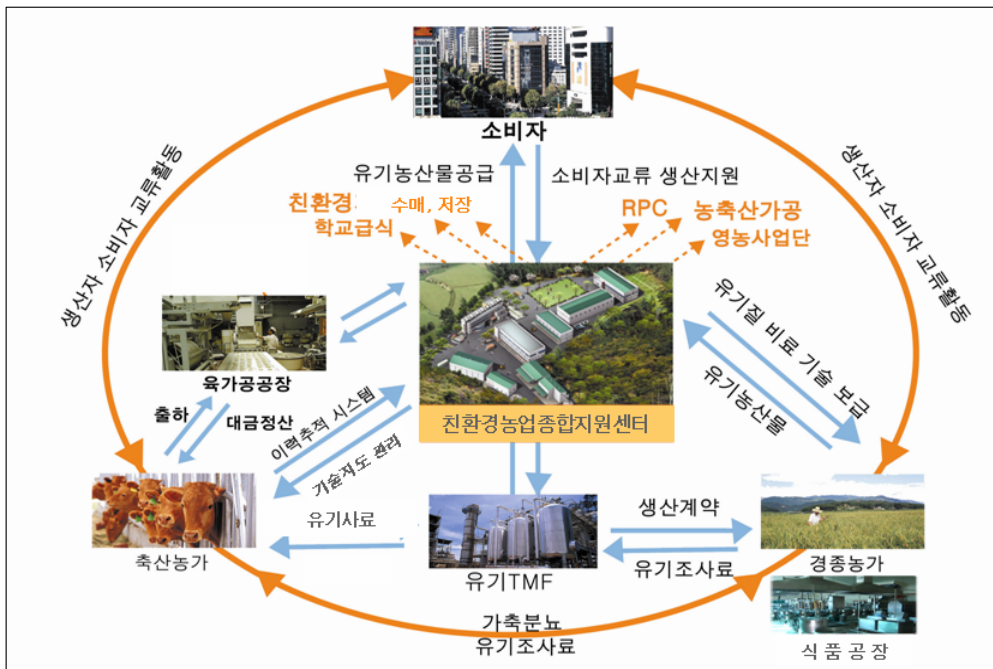 소비자
생산자 소비자 교류활동
생산자 소비자 교류활동
유기농산물공급
소비자교류 생산지원
친환경
학교급식
수매, 저장
RPC
농축산가공
영농사업단
육가공공장
출하
대금정산
이력추적 시스템
기술지도 관리
친환경농업종합지원센터
유기질 비료 기술 보급
유기농산물
축산농가
유기사료
유기TMF
생산계약
유기조사료
경종농가
식품공장
가축분뇨
유기조사료